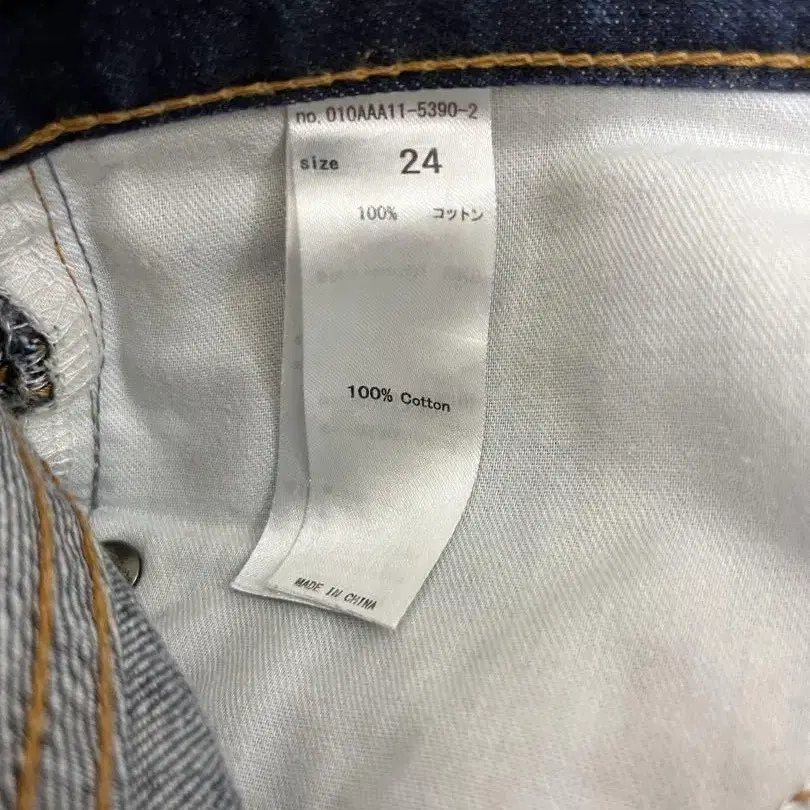 no. 010AAA11-5390-2
size 24
100% コットン
100% Cotton
MADE IN CHINA